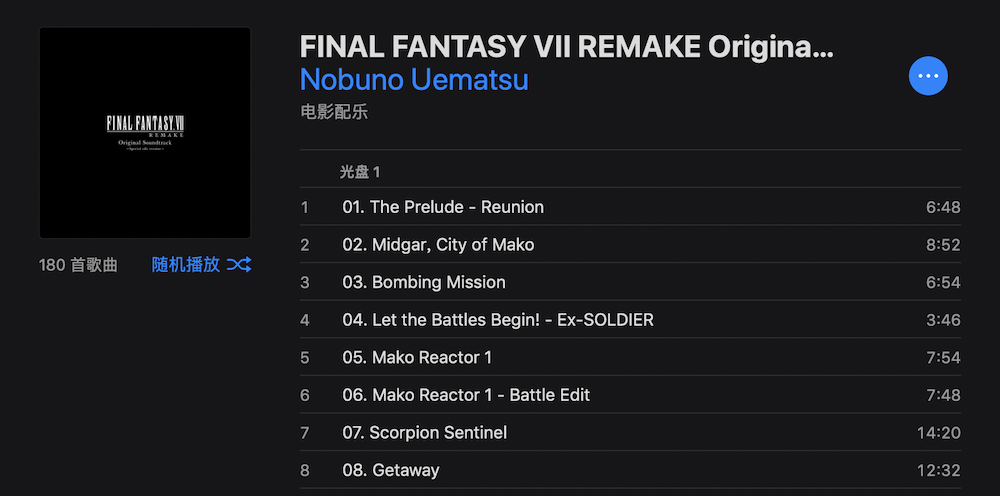 FINAL FANTASY VII REMAKE Origina...
Nobuno Uematsu
电影配乐
FINAL FANTASY VII
REMAKE
Original Soundtrack
~Special edit version~
180 首歌曲 随机播放
光盘 1
1 01. The Prelude - Reunion 6:48
2 02. Midgar, City of Mako 8:52
3 03. Bombing Mission 6:54
4 04. Let the Battles Begin! - Ex-SOLDIER 3:46
5 05. Mako Reactor 1 7:54
6 06. Mako Reactor 1 - Battle Edit 7:48
7 07. Scorpion Sentinel 14:20
8 08. Getaway 12:32